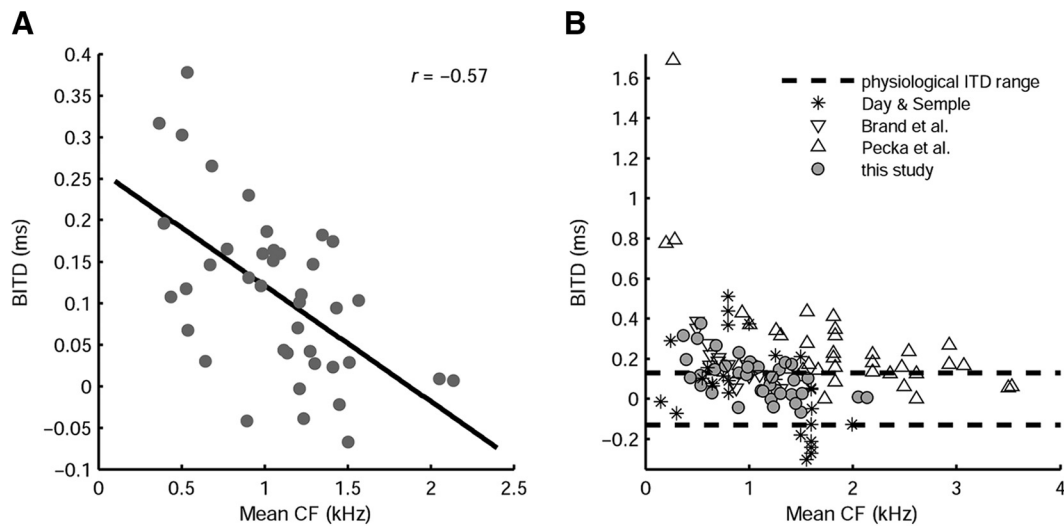 A
B
0.4
0.35
0.3
0.25
0.2
0.15
0.1
0.05
0
−0.05
−0.1
BITD (ms)
r = −0.57
0 0.5 1 1.5 2 2.5
Mean CF (kHz)
1.6
1.4
1.2
1.0
0.8
0.6
0.4
0.2
0
−0.2
BITD (ms)
physiological ITD range
Day & Semple
Brand et al.
Pecka et al.
this study
0 1 2 3 4
Mean CF (kHz)